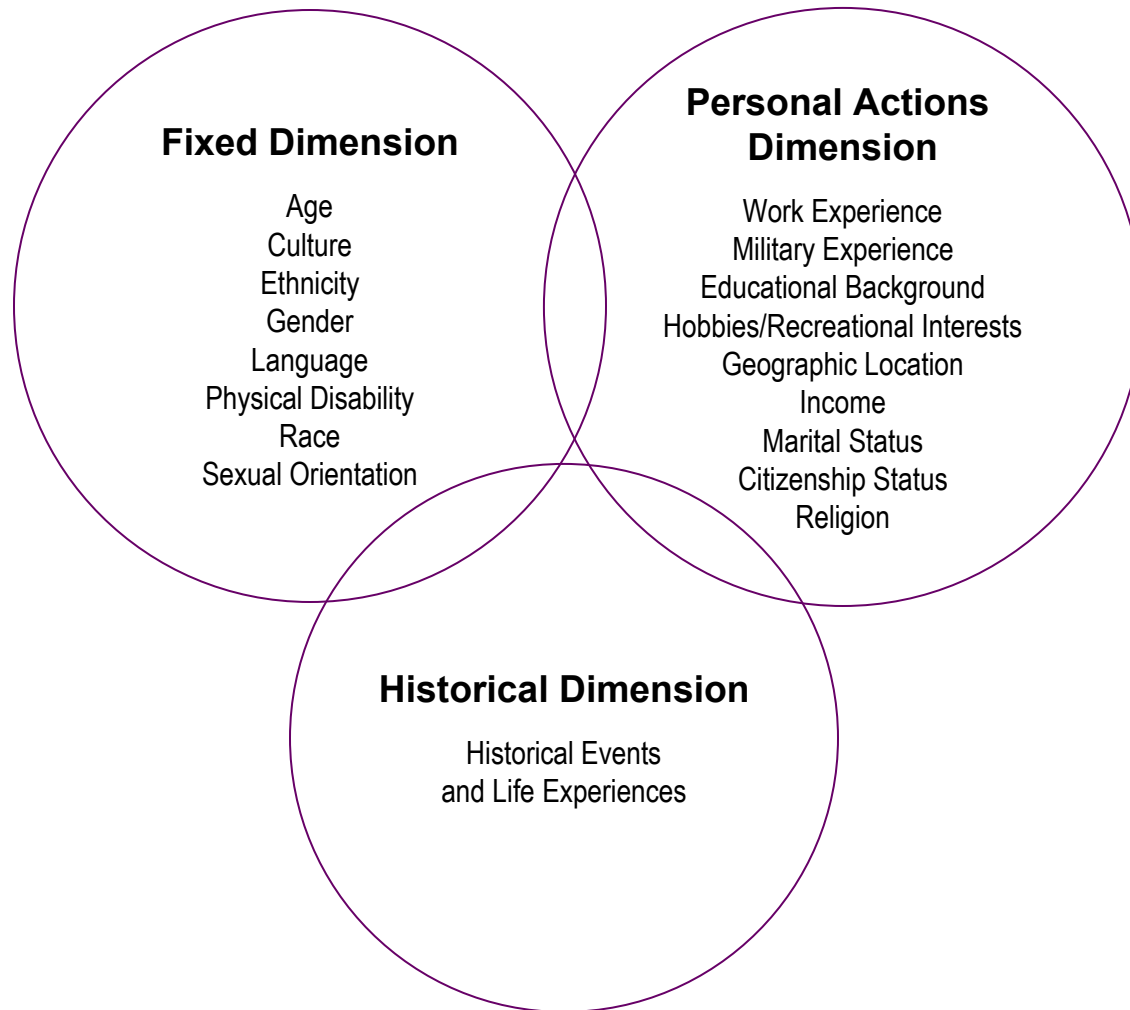 Fixed Dimension
Age
Culture
Ethnicity
Gender
Language
Physical Disability
Race
Sexual Orientation
Personal Actions
Dimension
Work Experience
Military Experience
Educational Background
Hobbies/Recreational Interests
Geographic Location
Income
Marital Status
Citizenship Status
Religion
Historical Dimension
Historical Events
and Life Experiences